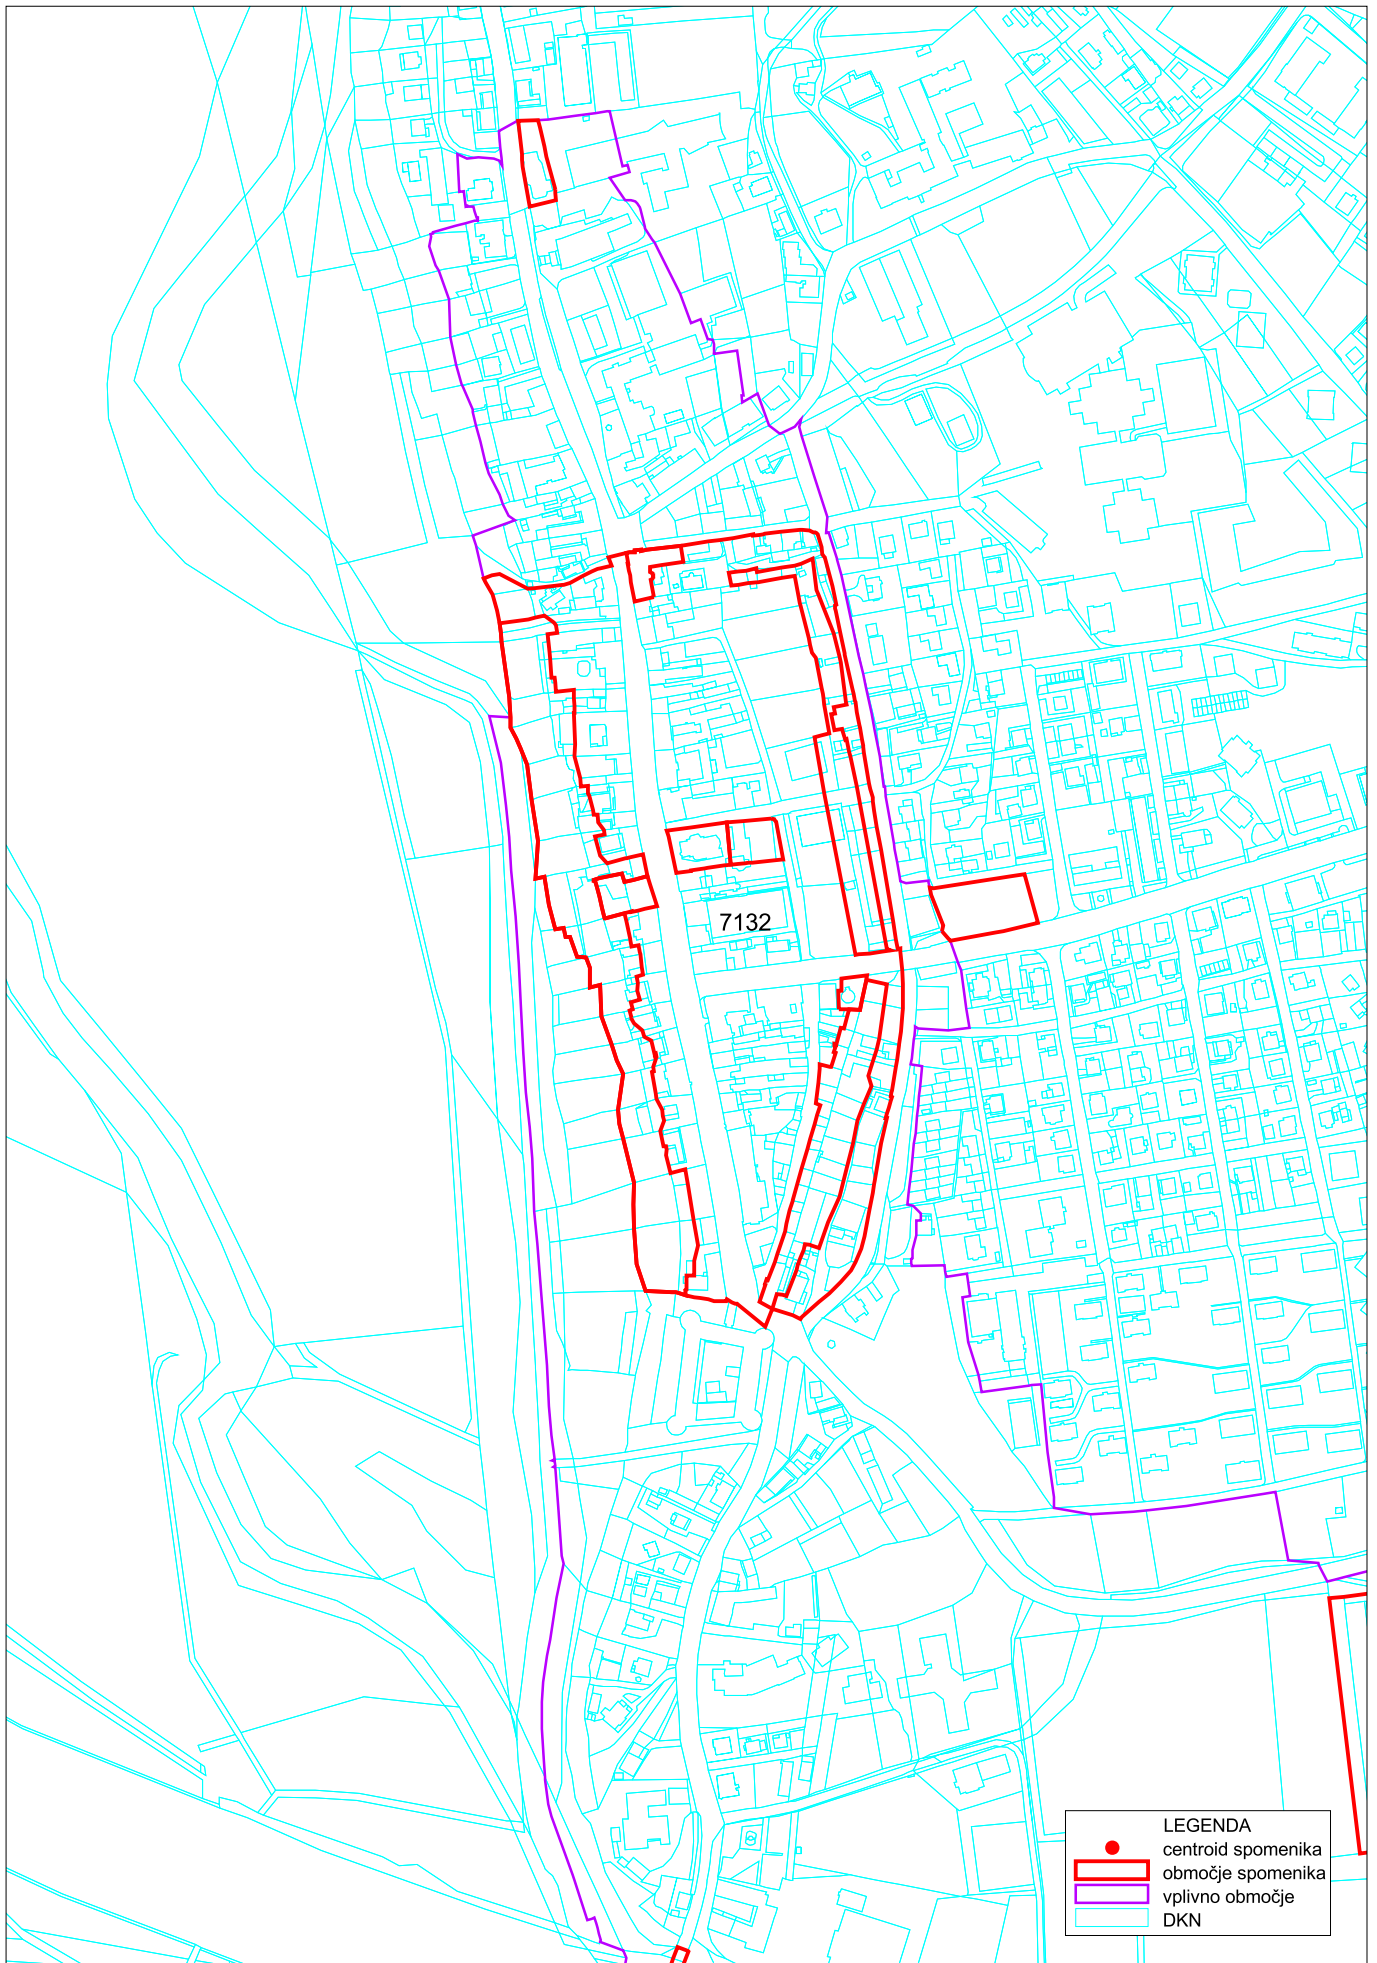 7132
LEGENDA
centroid spomenika
območje spomenika
vplivno območje
DKN